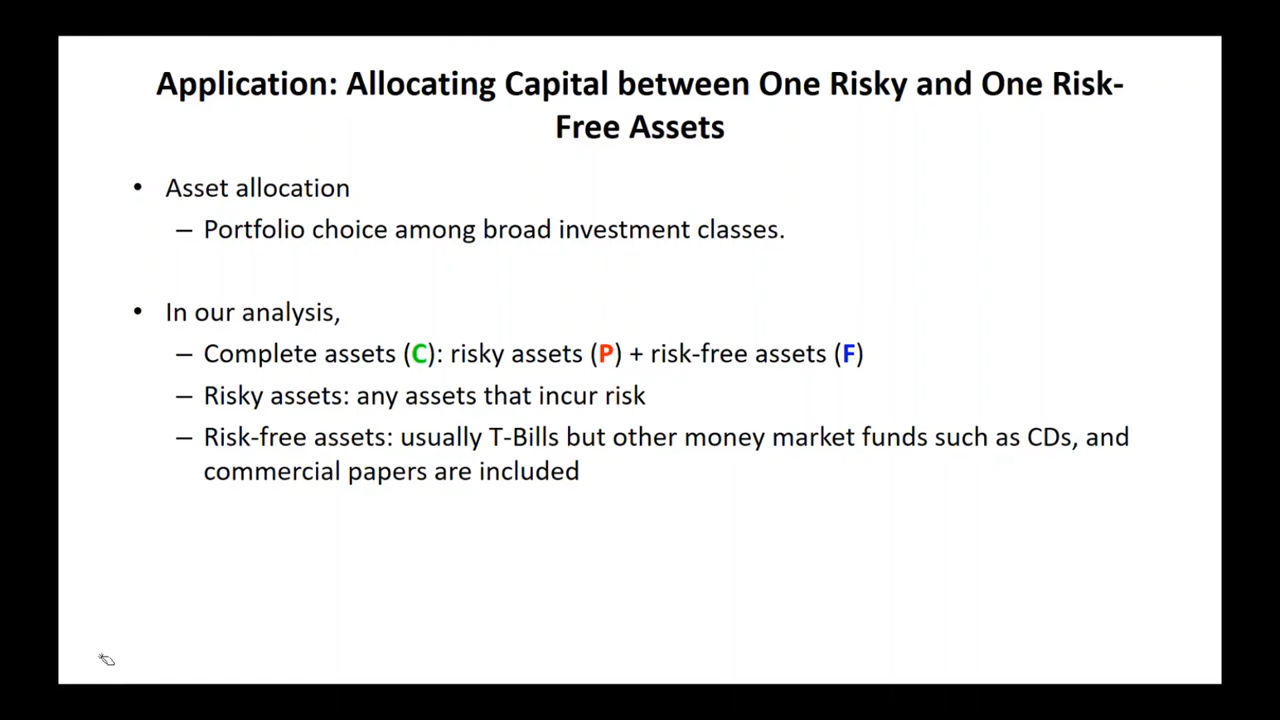 Application: Allocating Capital between One Risky and One Risk-
Free Assets
• Asset allocation
– Portfolio choice among broad investment classes.
• In our analysis,
– Complete assets (C): risky assets (P) + risk-free assets (F)
– Risky assets: any assets that incur risk
– Risk-free assets: usually T-Bills but other money market funds such as CDs, and
commercial papers are included